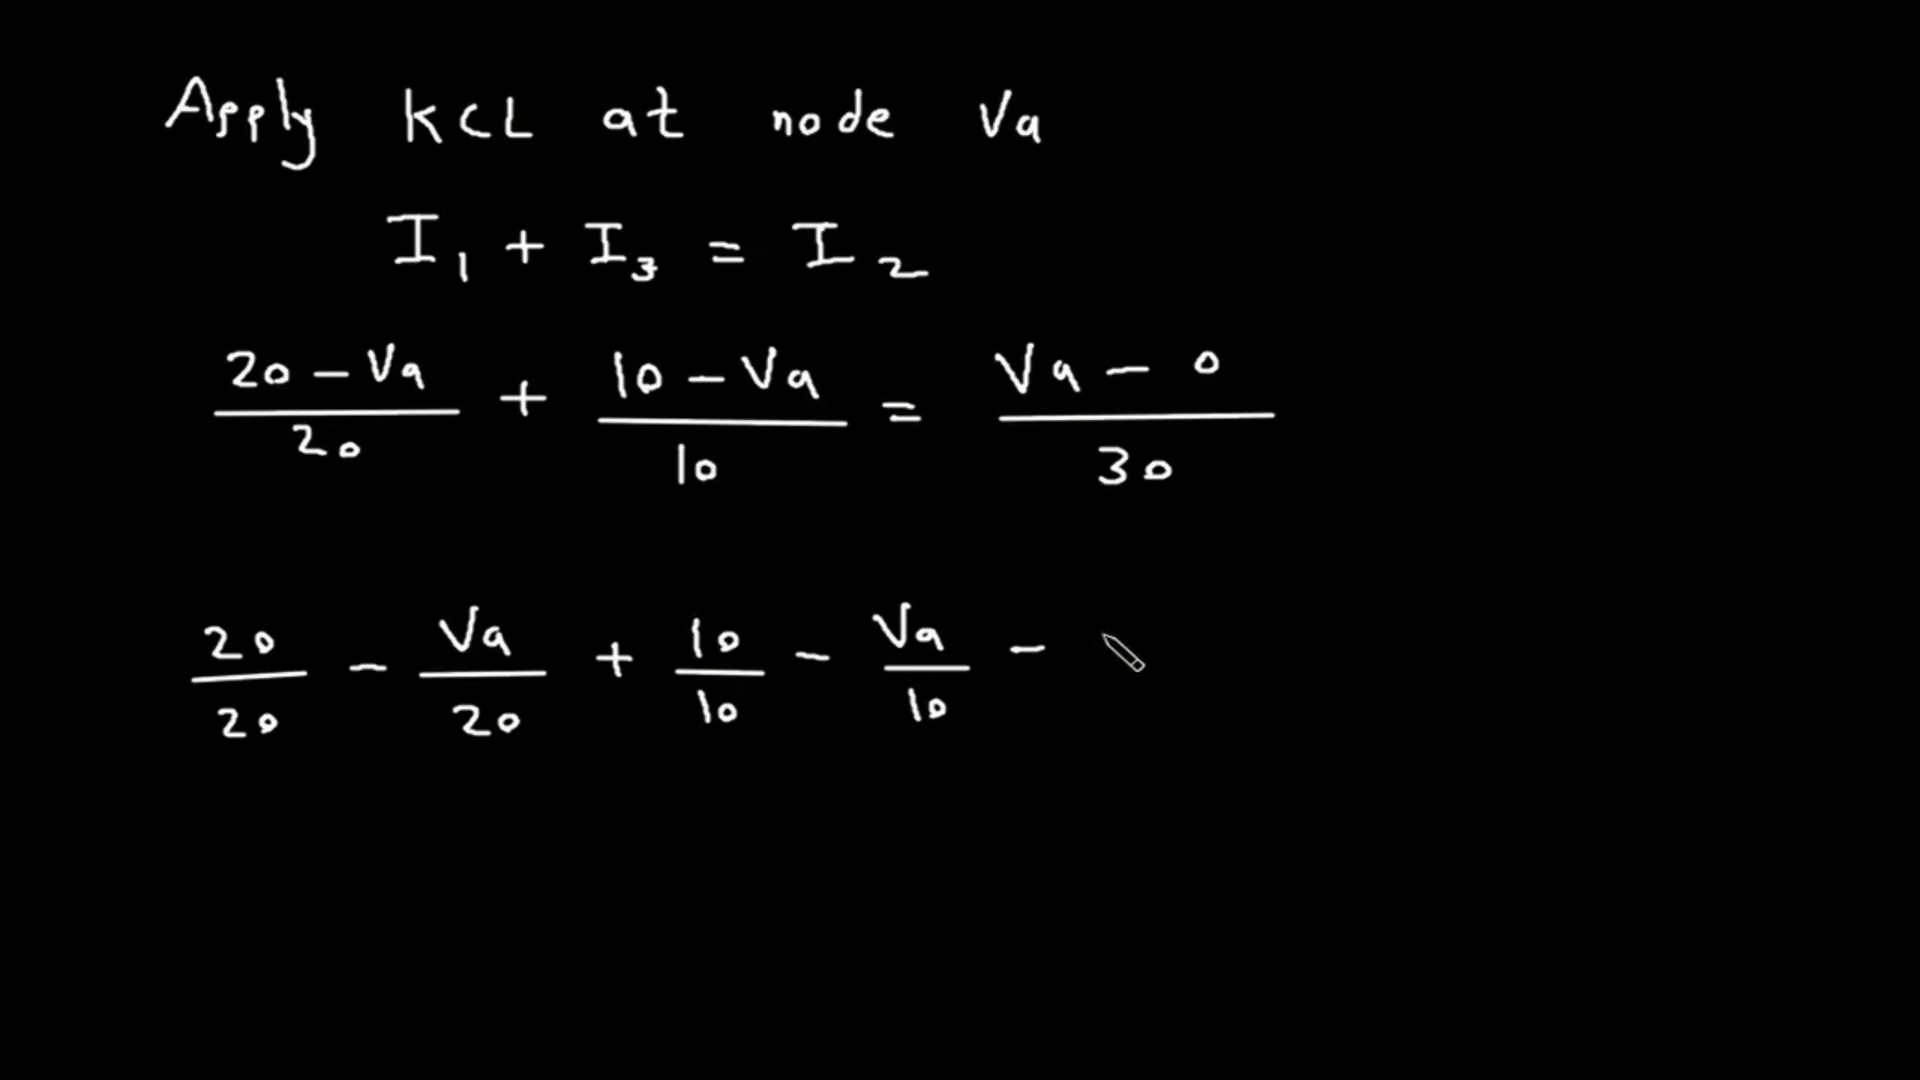 Apply KCL at node Va
I₁ + I₃ = I₂
(20 - Va)/20 + (10 - Va)/10 = (Va - 0)/30
20/20 - Va/20 + 10/10 - Va/10 -